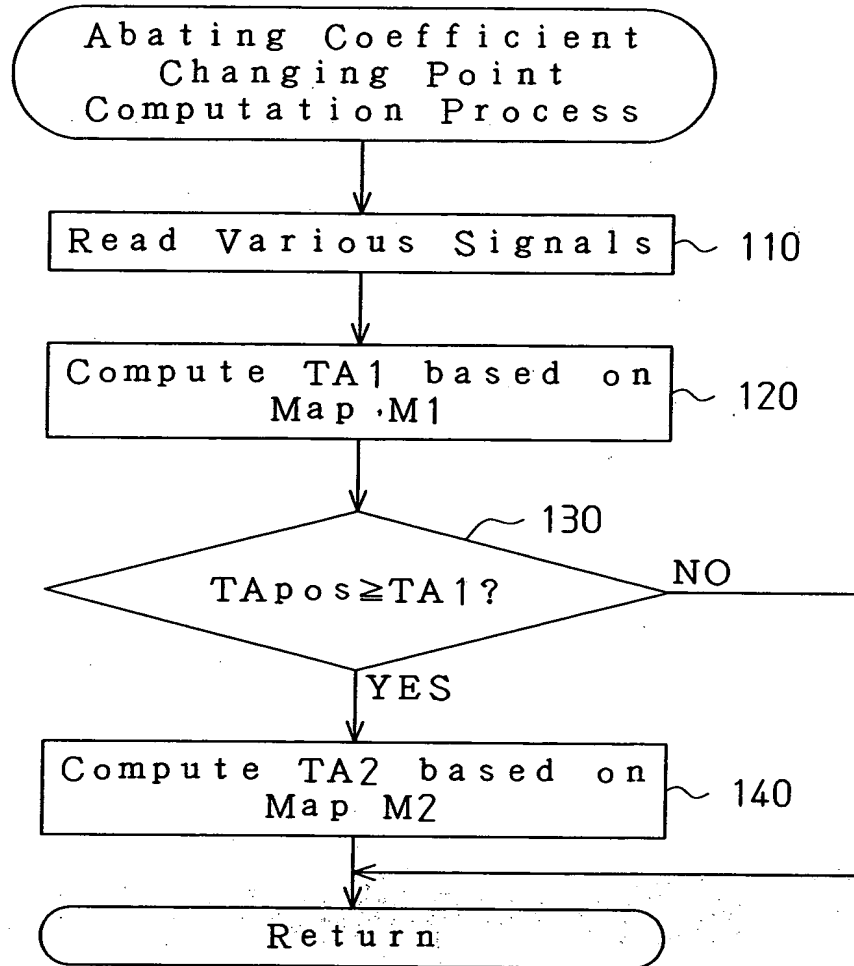 Abating Coefficient
Changing Point
Computation Process
Read Various Signals
110
Compute TA1 based on
Map M1
120
130
TApos≧TA1?
NO
YES
Compute TA2 based on
Map M2
140
Return